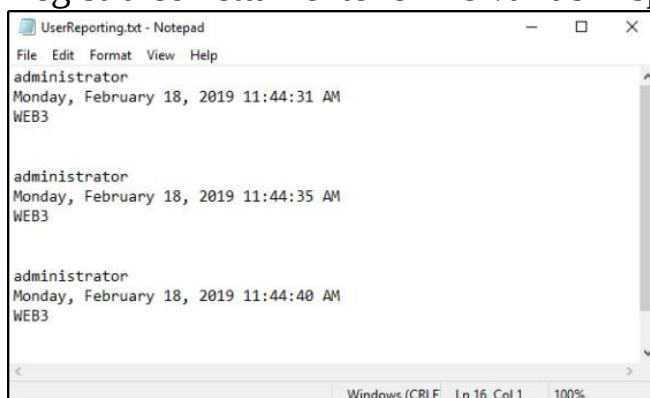 UserReporting.txt - Notepad
File Edit Format View Help
administrator
Monday, February 18, 2019 11:44:31 AM
WEB3
administrator
Monday, February 18, 2019 11:44:35 AM
WEB3
administrator
Monday, February 18, 2019 11:44:40 AM
WEB3
Windows (CRLF Ln 16, Col 1 100%